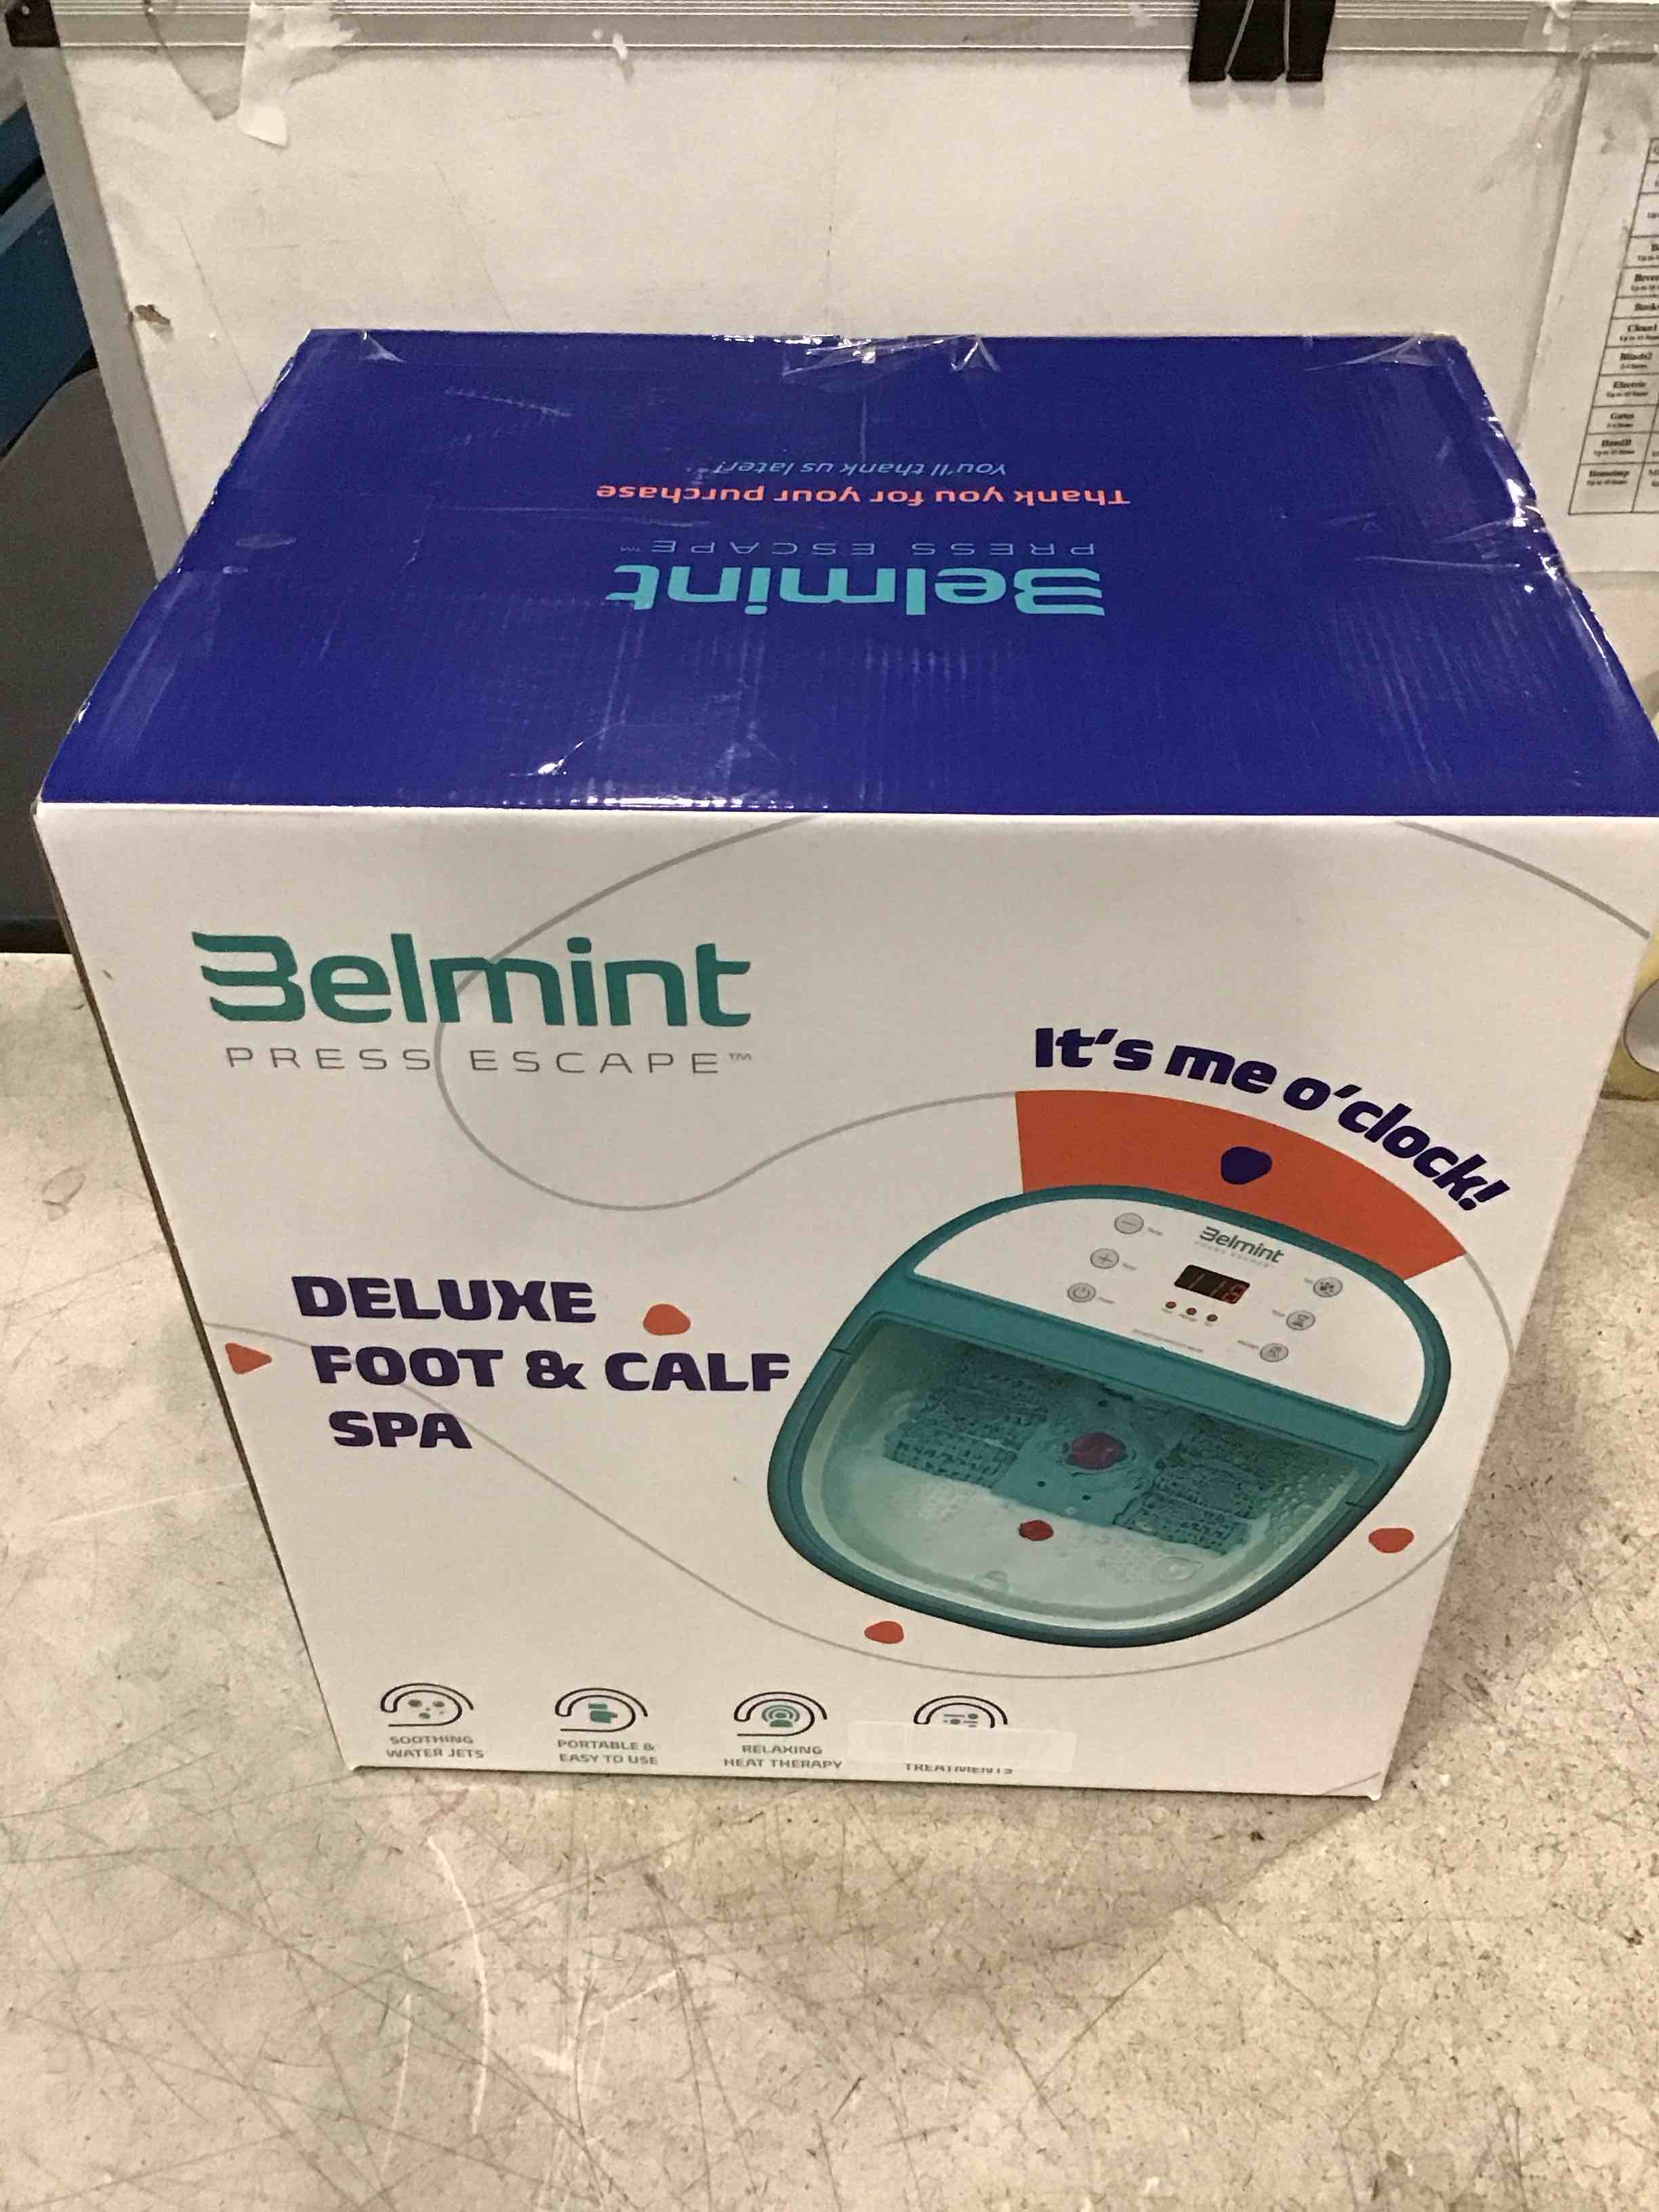 You'll thank us later!
Thank you for your purchase
PRESS ESCAPE™
Belmint
Belmint
PRESS ESCAPE™
It's me o'clock!
DELUXE
FOOT & CALF
SPA
Belmint
SOOTHING
WATER JETS
PORTABLE &
EASY TO USE
RELAXING
HEAT THERAPY
TREATMENTS